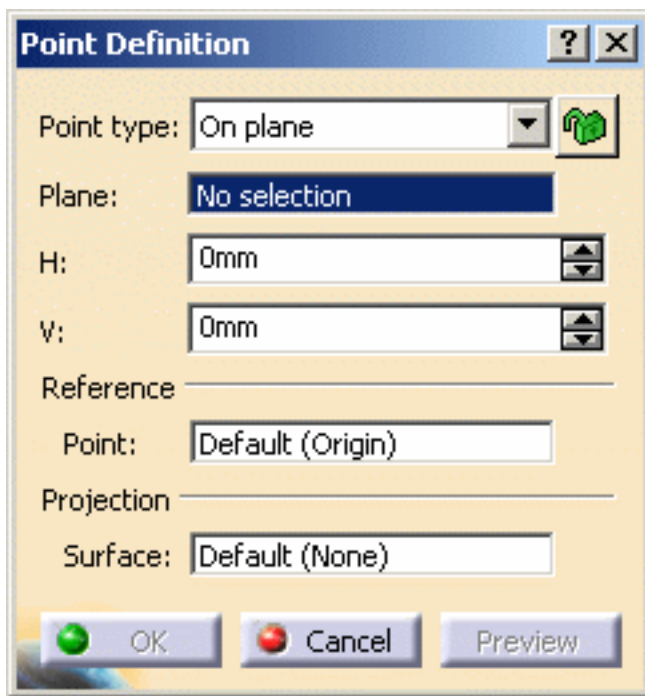 Point Definition ? X
Point type: On plane
Plane: No selection
H: 0mm
V: 0mm
Reference
Point: Default (Origin)
Projection
Surface: Default (None)
OK Cancel Preview